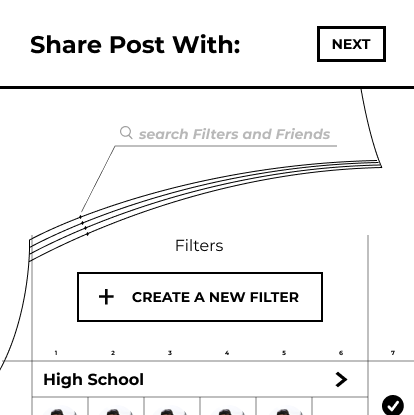 Share Post With:
NEXT
search Filters and Friends
Filters
+ CREATE A NEW FILTER
1 2 3 4 5 6 7
High School